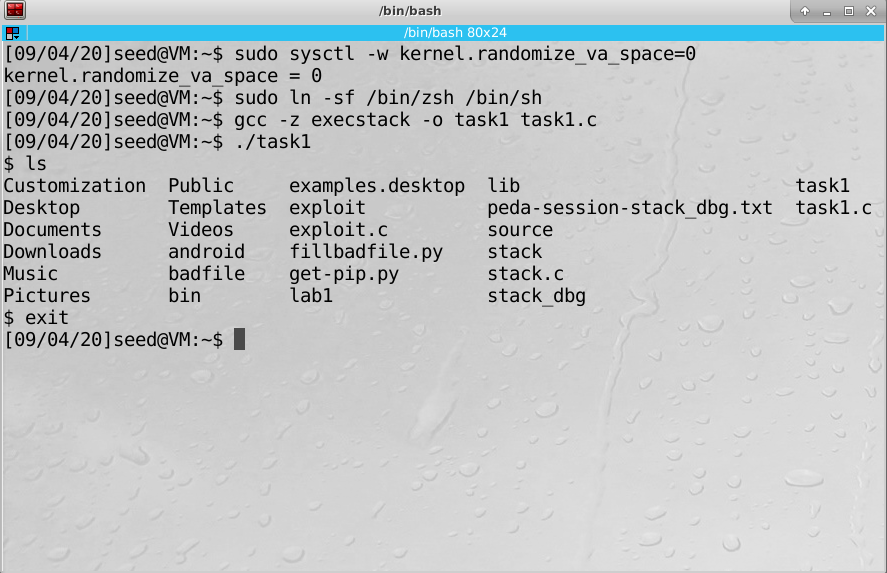 /bin/bash
/bin/bash 80x24
[09/04/20]seed@VM:~$ sudo sysctl -w kernel.randomize_va_space=0
kernel.randomize_va_space = 0
[09/04/20]seed@VM:~$ sudo ln -sf /bin/zsh /bin/sh
[09/04/20]seed@VM:~$ gcc -z execstack -o task1 task1.c
[09/04/20]seed@VM:~$ ./task1
$ ls
Customization  Public     examples.desktop  lib                         task1
Desktop        Templates  exploit           peda-session-stack_dbg.txt  task1.c
Documents      Videos     exploit.c         source
Downloads      android    fillbadfile.py    stack
Music          badfile    get-pip.py        stack.c
Pictures       bin        lab1              stack_dbg
$ exit
[09/04/20]seed@VM:~$